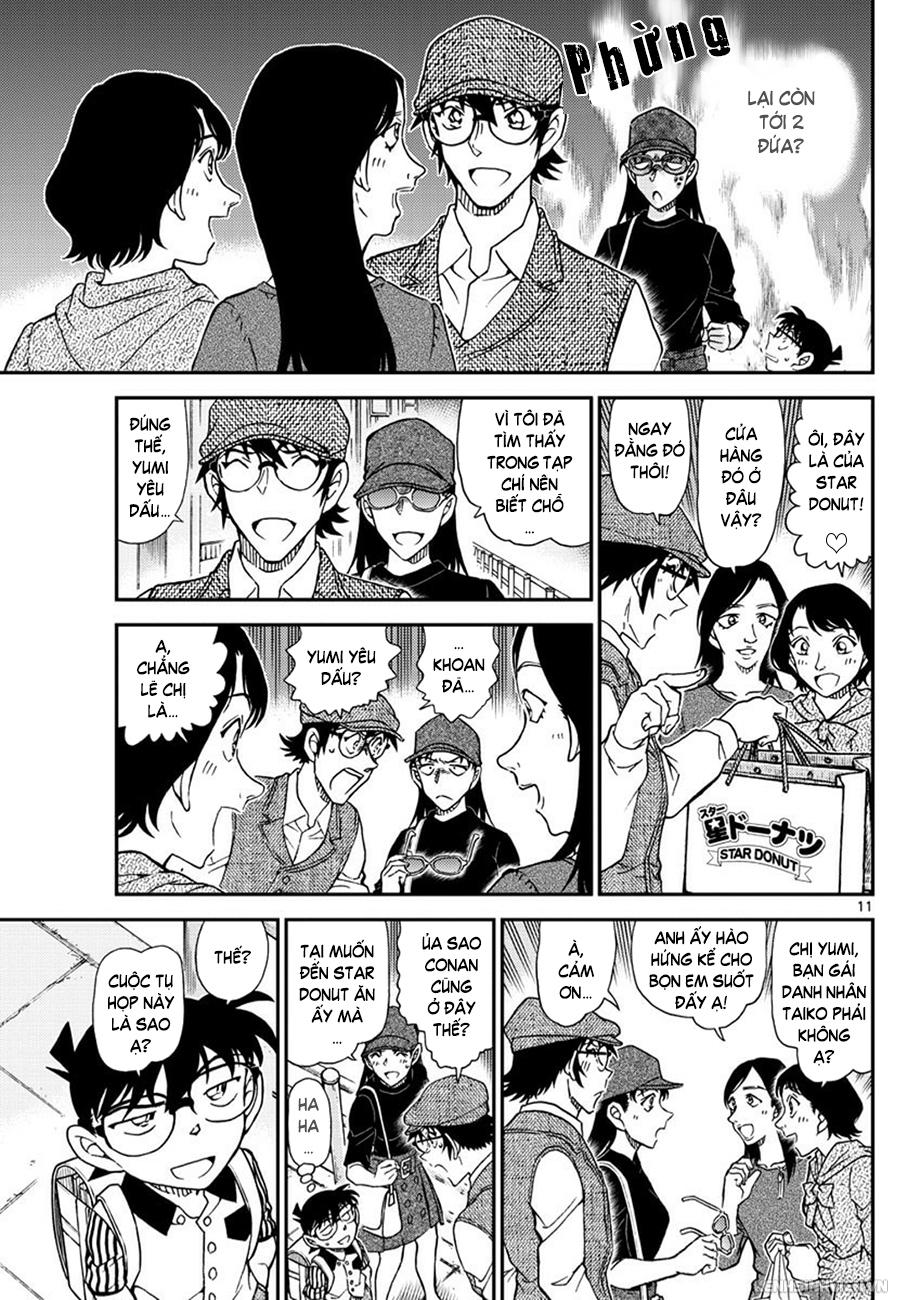 LẠI CÒN
TỚI 2
ĐỨA?
Phừng
ÔI, ĐÂY
LÀ CỦA
STAR
DONUT!
♡
CỬA
HÀNG
ĐÓ Ở
ĐÂU
VẬY?
NGAY
ĐẰNG ĐÓ
THÔI!
スター
星ドーナツ
STAR DONUT
VÌ TÔI ĐÃ
TÌM THẤY
TRONG TẠP
CHÍ NÊN
BIẾT CHỖ
...
ĐÚNG
THẾ,
YUMI
YÊU
DẤU...
...
KHOAN
ĐÃ...
YUMI YÊU
DẤU?
A,
CHẲNG
LẼ CHỊ
LÀ...
11
CHỊ YUMI,
BẠN GÁI
DANH NHÂN
TAIKO PHẢI
KHÔNG
Ạ?
ANH ẤY HÀO
HỨNG KỂ CHO
BỌN EM SUỐT
ĐẤY Ạ!
À,
CẢM
ƠN...
ỦA SAO
CONAN
CŨNG
Ở ĐÂY
THẾ?
TẠI MUỐN
ĐẾN STAR
DONUT ĂN
ẤY MÀ
...
HA
HA
THẾ?
CUỘC TỤ
HỌP NÀY
LÀ SAO
Ạ?